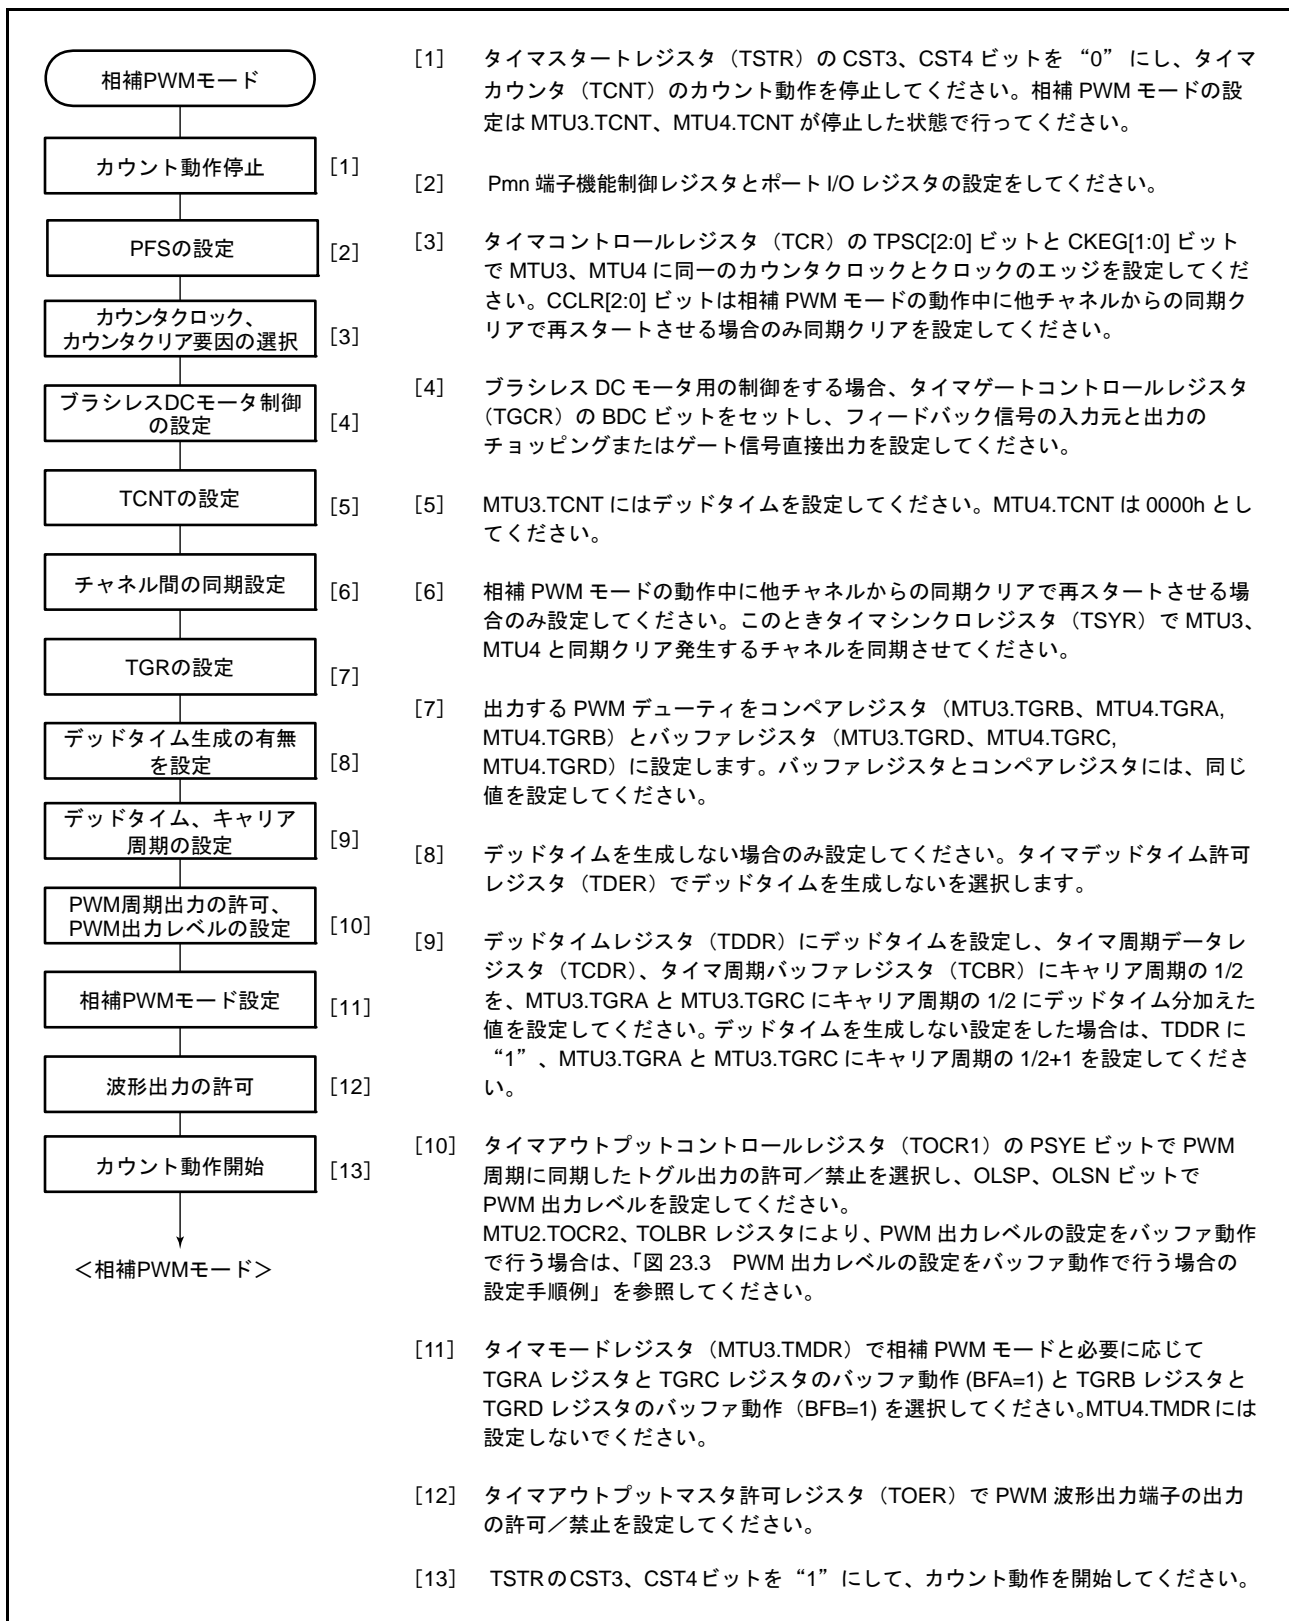 相補PWMモード
カウント動作停止 [1]
PFSの設定 [2]
カウンタクロック、
カウンタクリア要因の選択 [3]
ブラシレスDCモータ制御
の設定 [4]
TCNTの設定 [5]
チャネル間の同期設定 [6]
TGRの設定 [7]
デッドタイム生成の有無
を設定 [8]
デッドタイム、キャリア
周期の設定 [9]
PWM周期出力の許可、
PWM出力レベルの設定 [10]
相補PWMモード設定 [11]
波形出力の許可 [12]
カウント動作開始 [13]
＜相補PWMモード＞
[1] タイマスタートレジスタ（TSTR）の CST3、CST4 ビットを “0” にし、タイマ
カウンタ（TCNT）のカウント動作を停止してください。相補 PWM モードの設
定は MTU3.TCNT、MTU4.TCNT が停止した状態で行ってください。
[2] Pmn 端子機能制御レジスタとポート I/O レジスタの設定をしてください。
[3] タイマコントロールレジスタ（TCR）の TPSC[2:0] ビットと CKEG[1:0] ビット
で MTU3、MTU4 に同一のカウンタクロックとクロックのエッジを設定してくだ
さい。CCLR[2:0] ビットは相補 PWM モードの動作中に他チャネルからの同期ク
リアで再スタートさせる場合のみ同期クリアを設定してください。
[4] ブラシレス DC モータ用の制御をする場合、タイマゲートコントロールレジスタ
(TGCR）の BDC ビットをセットし、フィードバック信号の入力元と出力の
チョッピングまたはゲート信号直接出力を設定してください。
[5] MTU3.TCNT にはデッドタイムを設定してください。MTU4.TCNT は 0000h とし
てください。
[6] 相補 PWM モードの動作中に他チャネルからの同期クリアで再スタートさせる場
合のみ設定してください。このときタイマシンクロレジスタ（TSYR）で MTU3、
MTU4 と同期クリア発生するチャネルを同期させてください。
[7] 出力する PWM デューティをコンペアレジスタ（MTU3.TGRB、MTU4.TGRA,
MTU4.TGRB）とバッファレジスタ（MTU3.TGRD、MTU4.TGRC,
MTU4.TGRD）に設定します。バッファレジスタとコンペアレジスタには、同じ
値を設定してください。
[8] デッドタイムを生成しない場合のみ設定してください。タイマデッドタイム許可
レジスタ（TDER）でデッドタイムを生成しないを選択します。
[9] デッドタイムレジスタ（TDDR）にデッドタイムを設定し、タイマ周期データレ
ジスタ（TCDR）、タイマ周期バッファレジスタ（TCBR）にキャリア周期の 1/2
を、MTU3.TGRA と MTU3.TGRC にキャリア周期の 1/2 にデッドタイム分加えた
値を設定してください。デッドタイムを生成しない設定をした場合は、TDDR に
“1”、MTU3.TGRA と MTU3.TGRC にキャリア周期の 1/2+1 を設定してくださ
い。
[10] タイマアウトプットコントロールレジスタ（TOCR1）の PSYE ビットで PWM
周期に同期したトグル出力の許可／禁止を選択し、OLSP、OLSN ビットで
PWM 出力レベルを設定してください。
MTU2.TOCR2、TOLBR レジスタにより、PWM 出力レベルの設定をバッファ動作
で行う場合は、「図 23.3　PWM 出力レベルの設定をバッファ動作で行う場合の
設定手順例」を参照してください。
[11] タイマモードレジスタ（MTU3.TMDR）で相補 PWM モードと必要に応じて
TGRA レジスタと TGRC レジスタのバッファ動作 (BFA=1) と TGRB レジスタと
TGRD レジスタのバッファ動作（BFB=1) を選択してください。MTU4.TMDR には
設定しないでください。
[12] タイマアウトプットマスタ許可レジスタ（TOER）で PWM 波形出力端子の出力
の許可／禁止を設定してください。
[13] TSTRのCST3、CST4ビットを “1”にして、カウント動作を開始してください。